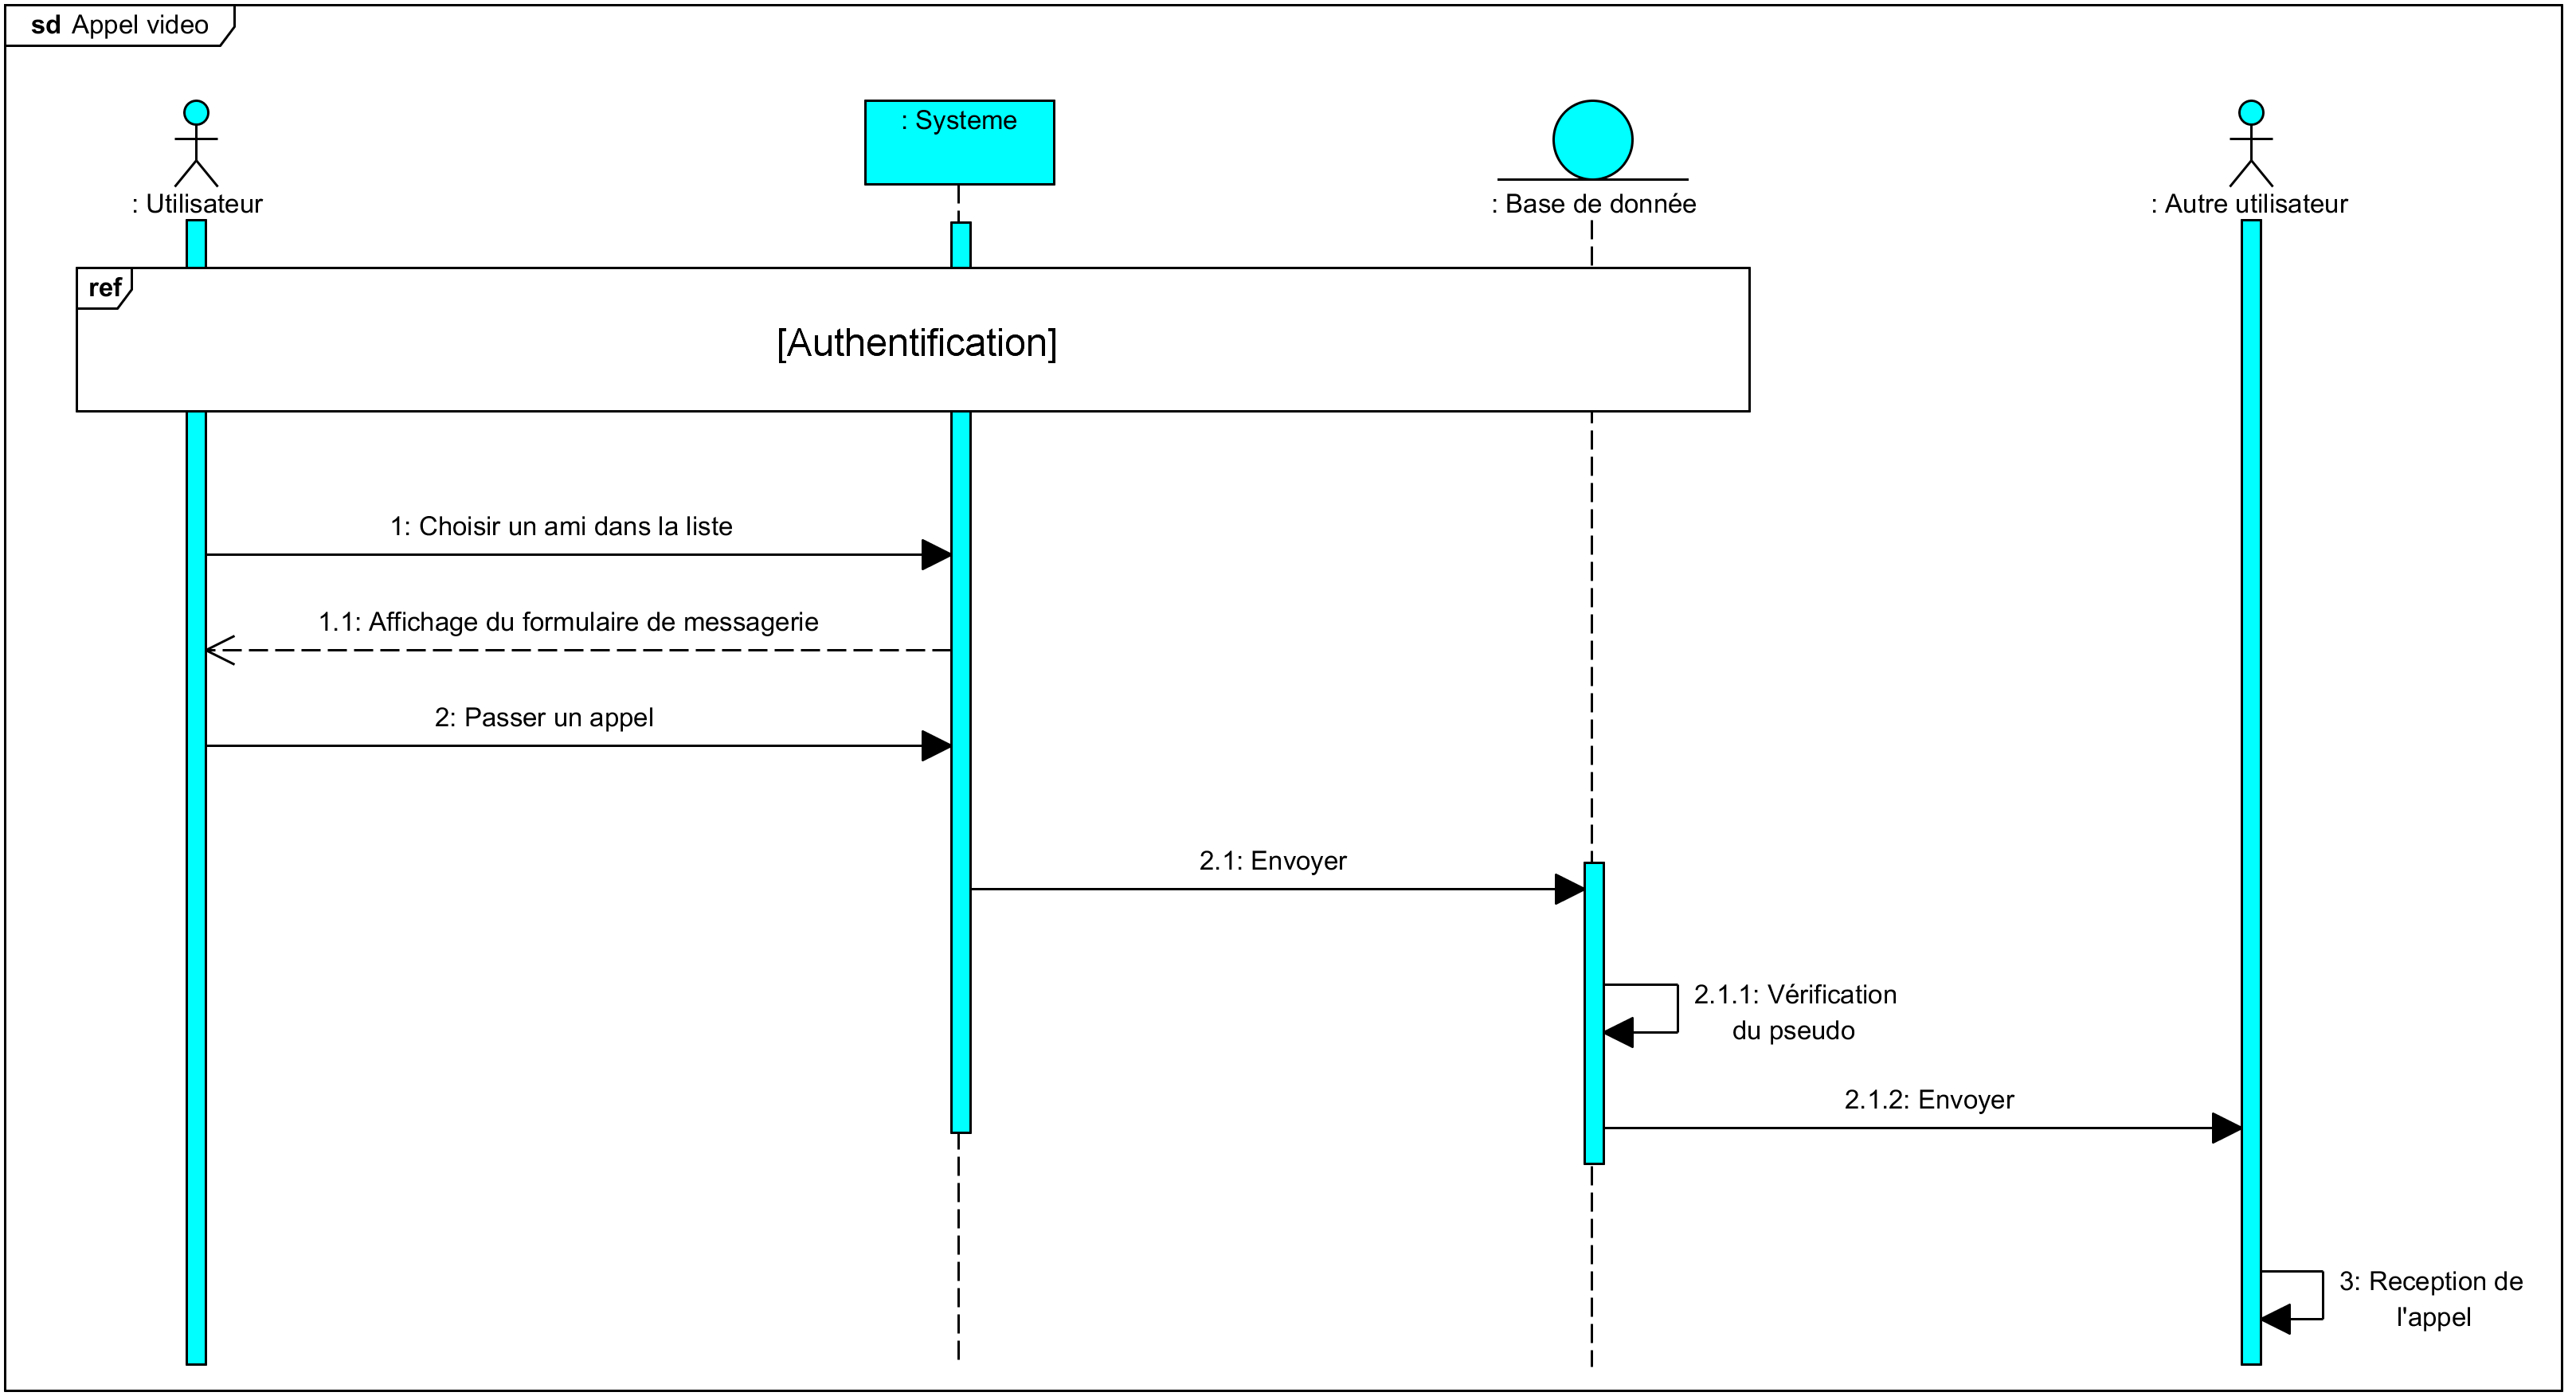 sd Appel video
: Utilisateur
: Systeme
: Base de donnée
: Autre utilisateur
ref
[Authentification]
1: Choisir un ami dans la liste
1.1: Affichage du formulaire de messagerie
2: Passer un appel
2.1: Envoyer
2.1.1: Vérification
du pseudo
2.1.2: Envoyer
3: Reception de
l'appel